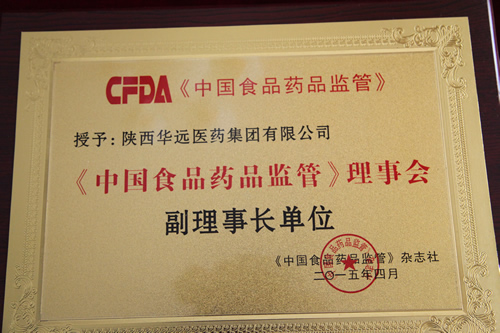 CFDA《中国食品药品监管》
授予：陕西华远医药集团有限公司
《中国食品药品监管》理事会
副理事长单位
《中国食品药品监管》杂志社
二〇一五年四月